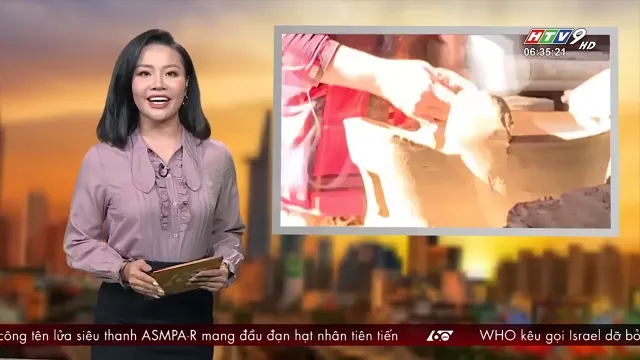 HTV9 HD
06:35:21
công tên lửa siêu thanh ASMPA-R mang đầu đạn hạt nhân tiên tiến 60 WHO kêu gọi Israel dỡ bỏ